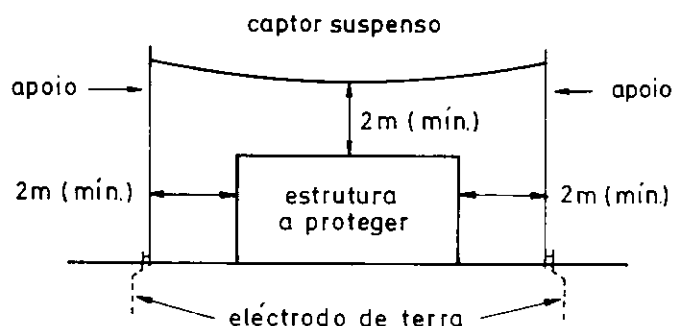 captor suspenso
apoio
apoio
2m (mín.)
2m (mín.)
estrutura
a proteger
2m (mín.)
eléctrodo de terra